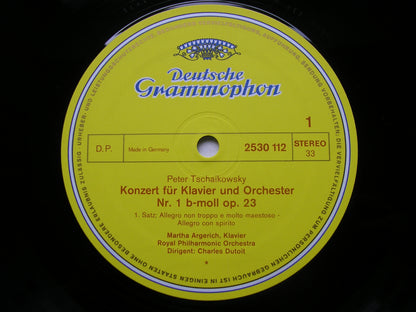 Deutsche
Grammophon
1
D.P.
Made in Germany
2530 112
STEREO
33
Peter Tschaikowsky
Konzert für Klavier und Orchester
Nr. 1 b-moll op. 23
1. Satz: Allegro non troppo e molto maestoso -
Allegro con spirito
Martha Argerich, Klavier
Royal Philharmonic Orchestra
Dirigent: Charles Dutoit
*